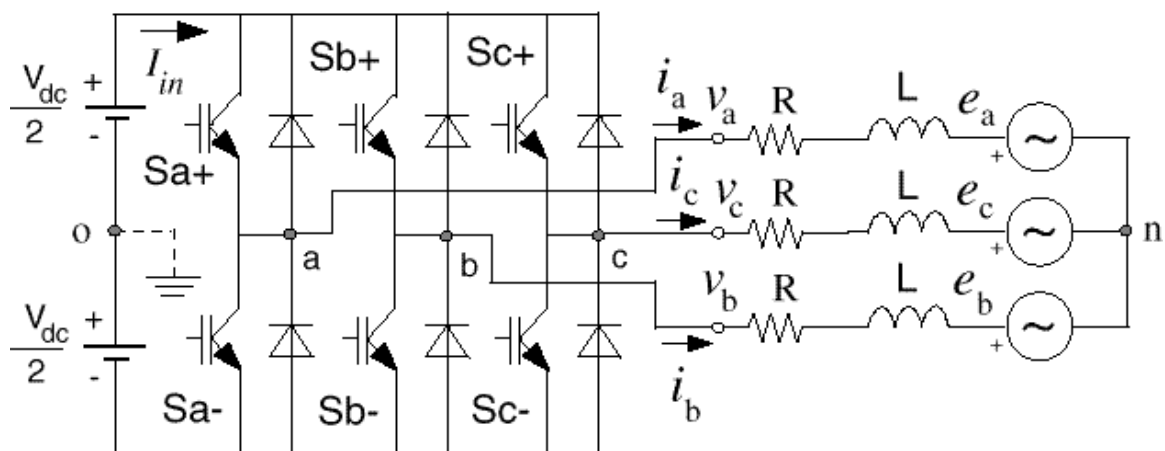 V_dc/2 + -
I_in
Sa+
Sb+
Sc+
i_a v_a R L e_a +
i_c v_c R L e_c +
i_b v_b R L e_b +
o
a
b
c
n
V_dc/2 + -
Sa-
Sb-
Sc-
~
~
~